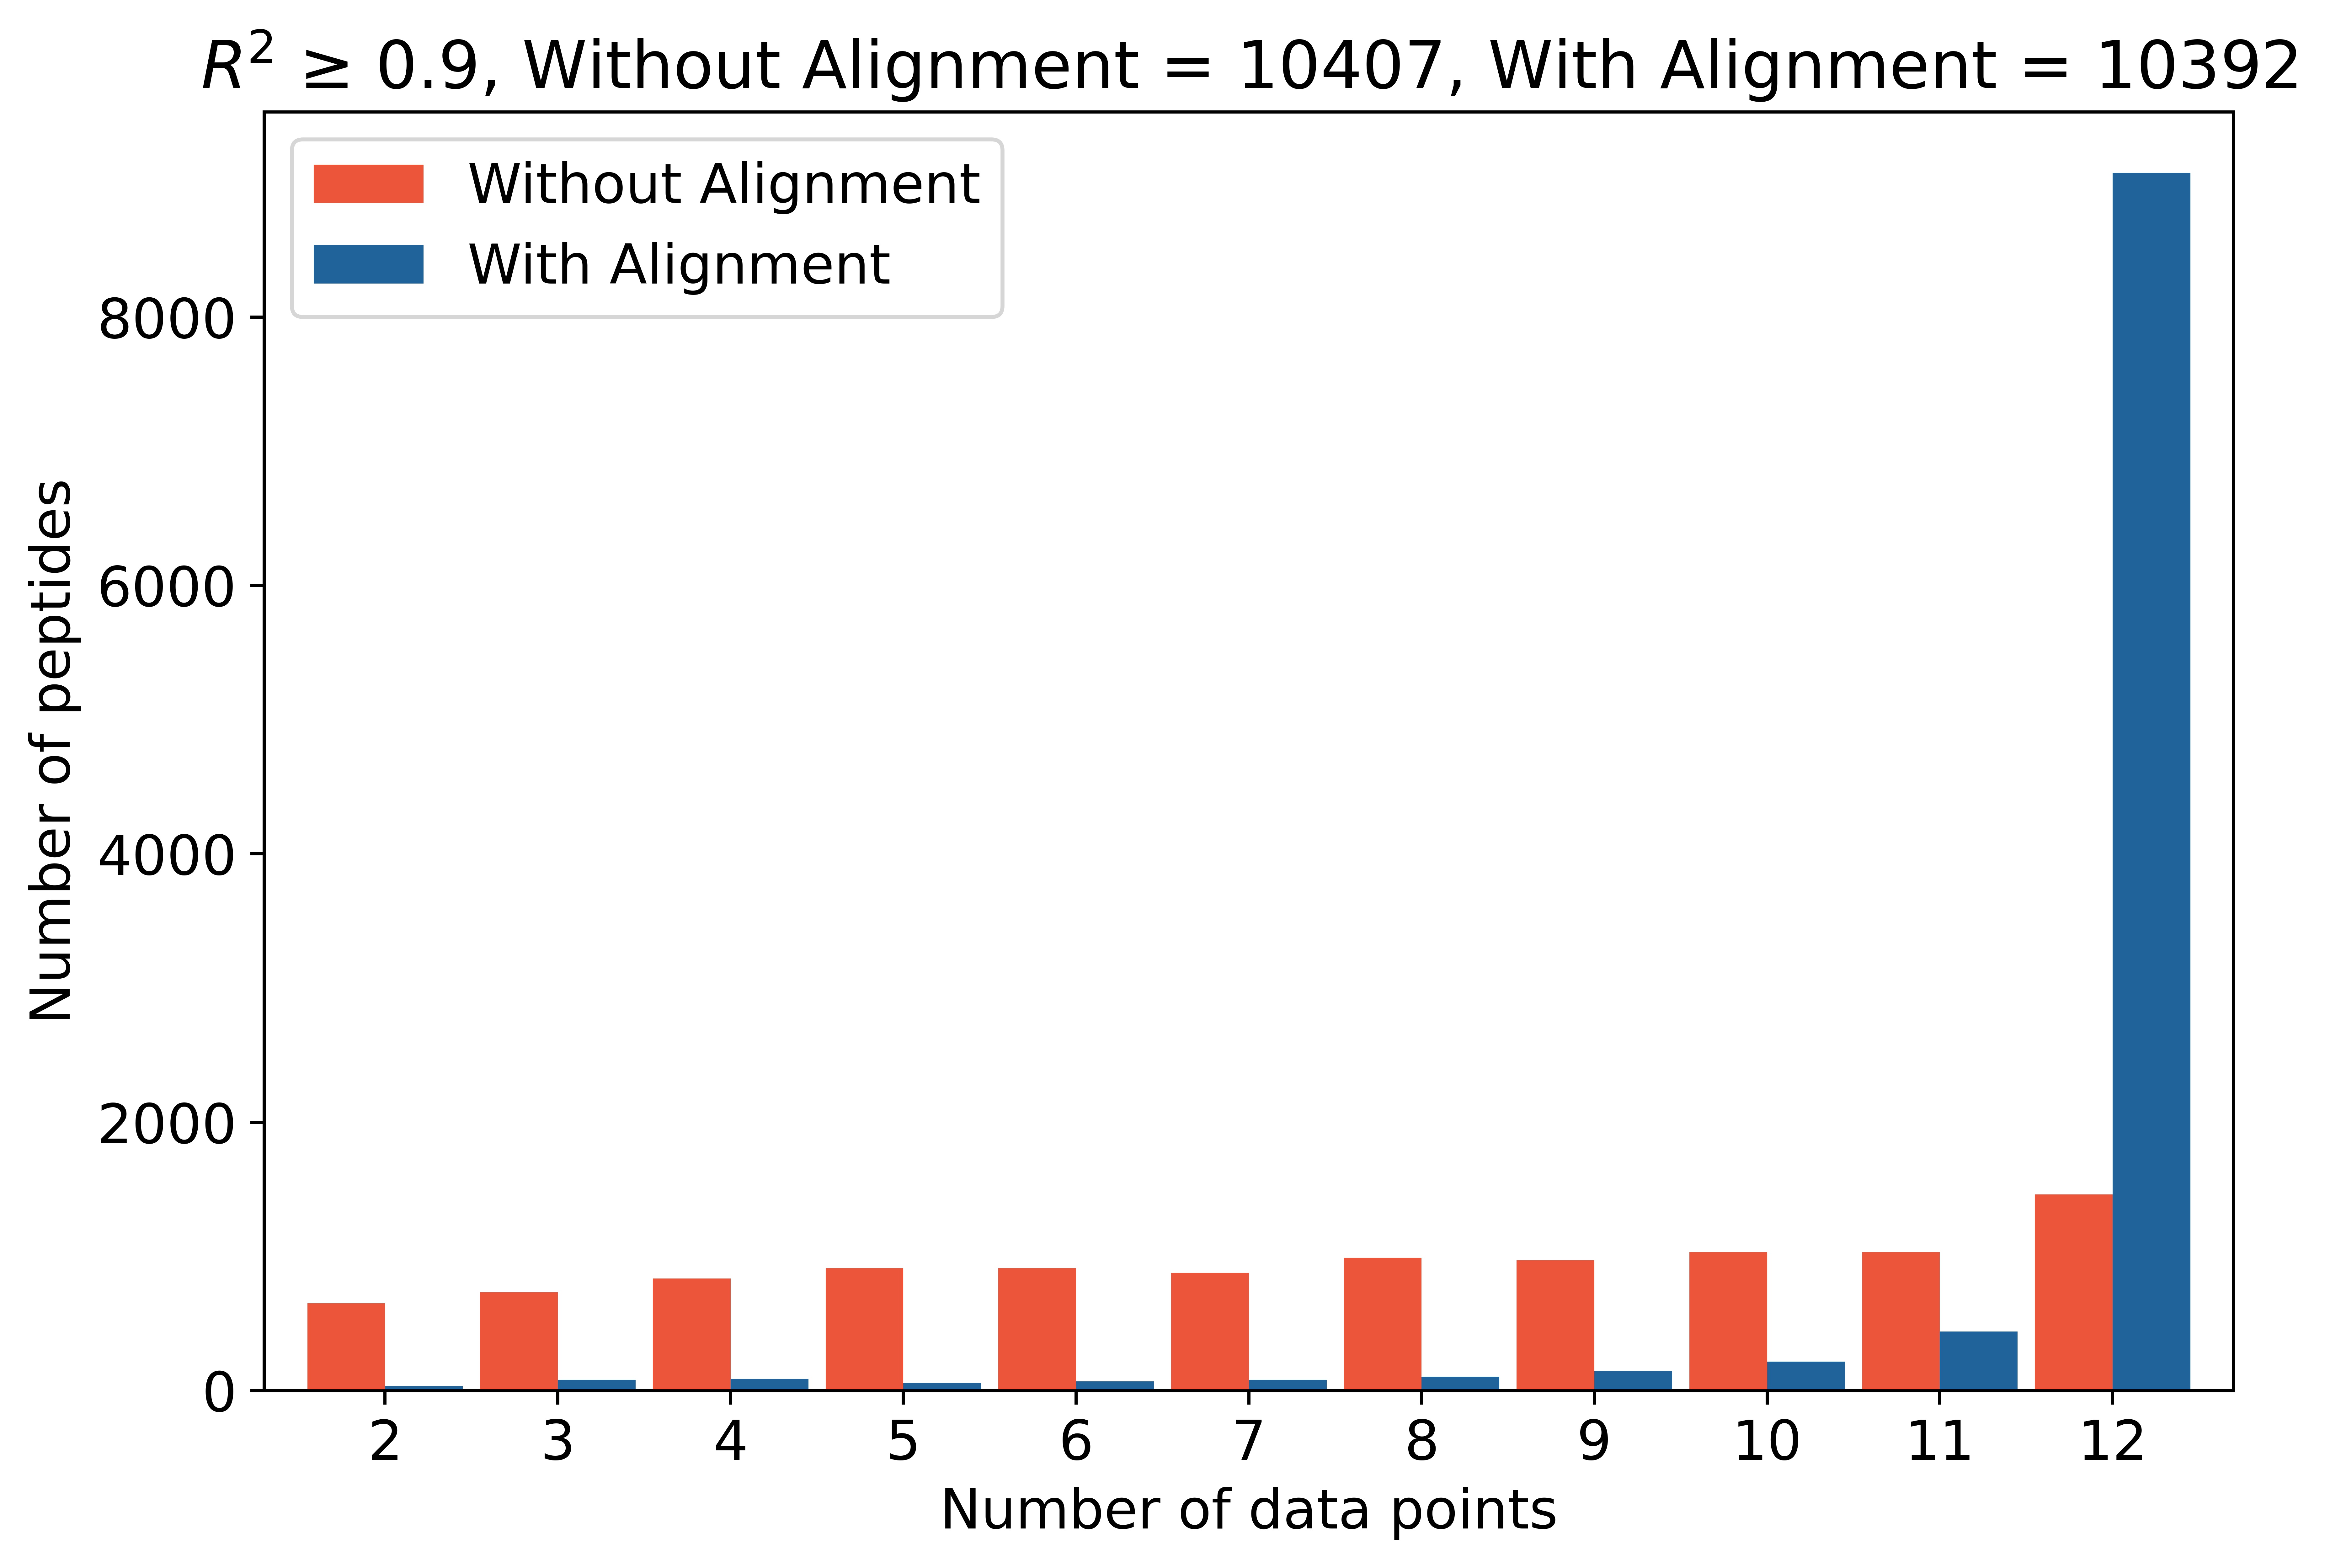 R² ≥ 0.9, Without Alignment = 10407, With Alignment = 10392
Without Alignment
With Alignment
8000
6000
4000
2000
0
Number of peptides
2 3 4 5 6 7 8 9 10 11 12
Number of data points